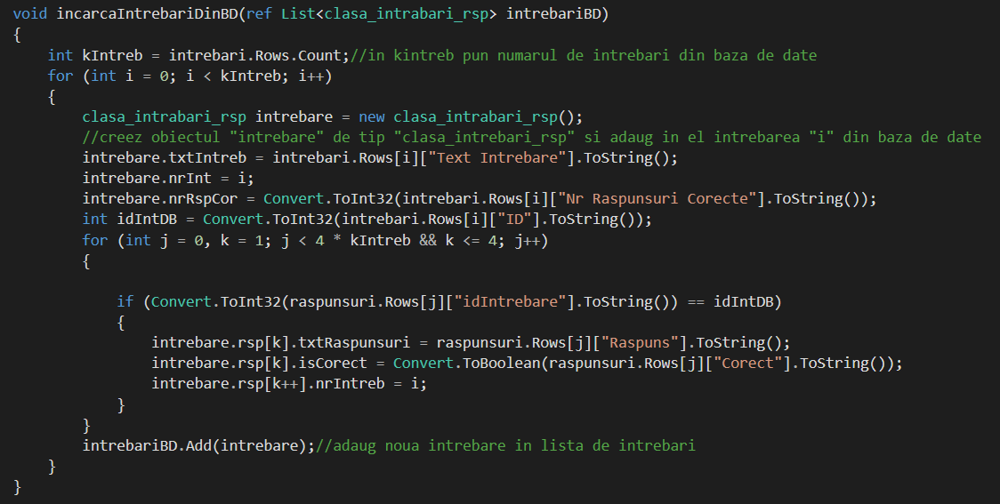 void incarcaIntrebariDinBD(ref List<clasa_intrabari_rsp> intrebariBD)
{
int kIntreb = intrebari.Rows.Count;//in kintreb pun numarul de intrebari din baza de date
for (int i = 0; i < kIntreb; i++)
{
clasa_intrabari_rsp intrebare = new clasa_intrabari_rsp();
//creez obiectul "intrebare" de tip "clasa_intrebari_rsp" si adaug in el intrebarea "i" din baza de date
intrebare.txtIntreb = intrebari.Rows[i]["Text Intrebare"].ToString();
intrebare.nrInt = i;
intrebare.nrRspCor = Convert.ToInt32(intrebari.Rows[i]["Nr Raspunsuri Corecte"].ToString());
int idIntDB = Convert.ToInt32(intrebari.Rows[i]["ID"].ToString());
for (int j = 0, k = 1; j < 4 * kIntreb && k <= 4; j++)
{
if (Convert.ToInt32(raspunsuri.Rows[j]["idIntrebare"].ToString()) == idIntDB)
{
intrebare.rsp[k].txtRaspunsuri = raspunsuri.Rows[j]["Raspuns"].ToString();
intrebare.rsp[k].isCorect = Convert.ToBoolean(raspunsuri.Rows[j]["Corect"].ToString());
intrebare.rsp[k++].nrIntreb = i;
}
}
intrebariBD.Add(intrebare);//adaug noua intrebare in lista de intrebari
}
}